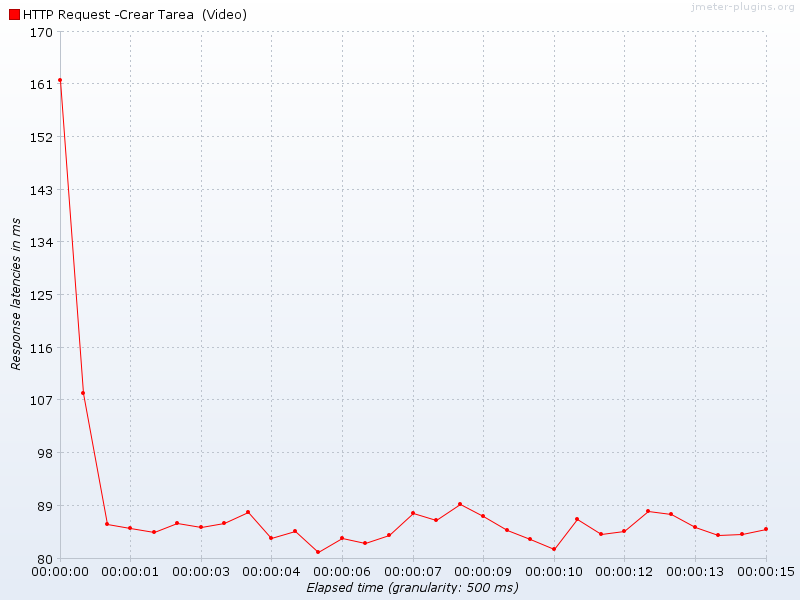 jmeter-plugins.org
HTTP Request -Crear Tarea  (Video)
170
161
152
143
134
125
116
107
98
89
80
Response latencies in ms
00:00:00 00:00:01 00:00:03 00:00:04 00:00:06 00:00:07 00:00:09 00:00:10 00:00:12 00:00:13 00:00:15
Elapsed time (granularity: 500 ms)